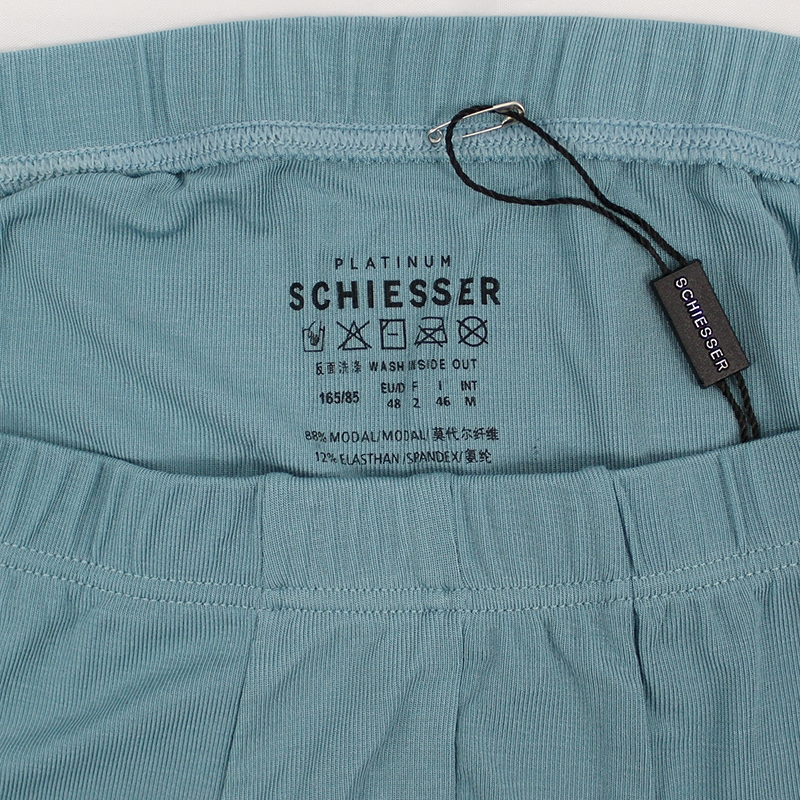 PLATINUM
SCHIESSER
反面洗涤 WASH INSIDE OUT
165/85 EU/D F I INT
48 2 46 M
88% MODAL/MODAL/莫代尔纤维
12% ELASTHAN/SPANDEX/氨纶
SCHIESSER